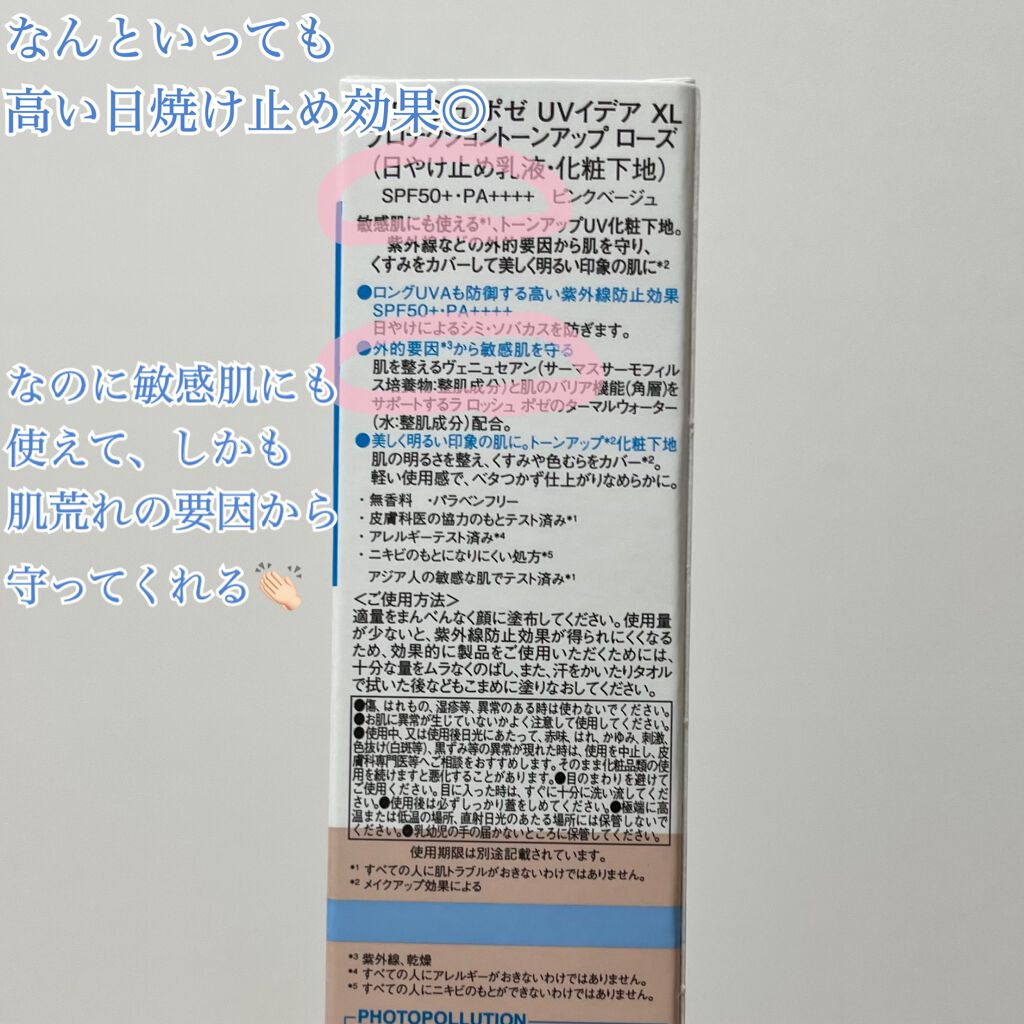 なんといっても
高い日焼け止め効果◎
なのに敏感肌にも
使えて、しかも
肌荒れの要因から
守ってくれる👏🏻
ポゼ UVイデア XL
プロテクショントーンアップ ローズ
(日やけ止め乳液・化粧下地)
SPF50+・PA++++ ピンクベージュ
敏感肌にも使える*1、トーンアップUV化粧下地。
紫外線などの外的要因から肌を守り、
くすみをカバーして美しく明るい印象の肌に*2
●ロングUVAも防御する高い紫外線防止効果
SPF50+・PA++++
日やけによるシミ・ソバカスを防ぎます。
●外的要因*3から敏感肌を守る
肌を整えるヴェニュセアン(サーマスサーモフィル
ス培養物:整肌成分)と肌のバリア機能(角層)を
サポートするラ ロッシュ ポゼのターマルウォーター
(水:整肌成分)配合。
●美しく明るい印象の肌に。トーンアップ*2化粧下地
肌の明るさを整え、くすみや色むらをカバー*2。
軽い使用感で、ベタつかず仕上がりなめらかに。
・無香料 ・パラベンフリー
・皮膚科医の協力のもとテスト済み*1
・アレルギーテスト済み*4
・ニキビのもとになりにくい処方*5
アジア人の敏感な肌でテスト済み*1
＜ご使用方法＞
適量をまんべんなく顔に塗布してください。使用量
が少ないと、紫外線防止効果が得られにくくなる
ため、効果的に製品をご使用いただくためには、
十分な量をムラなくのばし、また、汗をかいたりタオル
で拭いた後などもこまめに塗りなおしてください。
●傷、はれもの、湿疹等、異常のある時は使わないでください。
●お肌に異常が生じていないかよく注意して使用してください。
●使用中、又は使用後日光にあたって、赤味、はれ、かゆみ、刺激、
色抜け(白斑等)、黒ずみ等の異常が現れた時は、使用を中止し、皮
膚科専門医等へご相談をおすすめします。そのまま化粧品類の使
用を続けますと悪化することがあります。●目のまわりを避けて
ご使用ください。目に入った時は、すぐに十分に洗い流してくだ
さい。●使用後は必ずしっかり蓋をしめてください。●極端に高
温または低温の場所、直射日光のあたる場所には保管しないで
ください。●乳幼児の手の届かないところに保管してください。
使用期限は別途記載されています。
*1 すべての人に肌トラブルがおきないわけではありません。
*2 メイクアップ効果による
*3 紫外線、乾燥
*4 すべての人にアレルギーがおきないわけではありません。
*5 すべての人にニキビのもとができないわけではありません。
PHOTOPOLLUTION